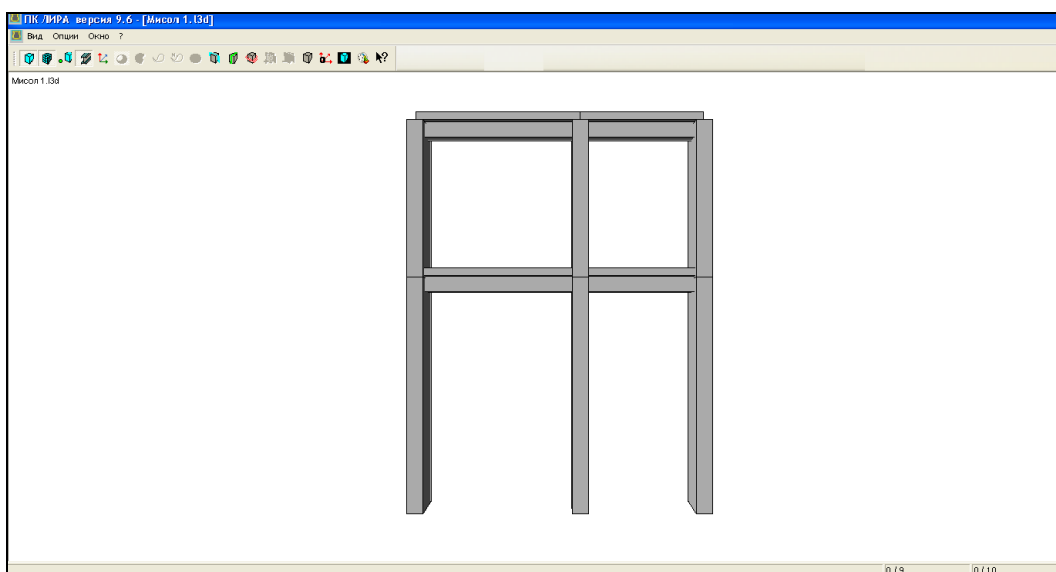 ПК ЛИРА версия 9.6 - [Мисол 1.l3d]
Вид Опции Окно ?
Мисол 1.l3d
0 / 9 0 / 10